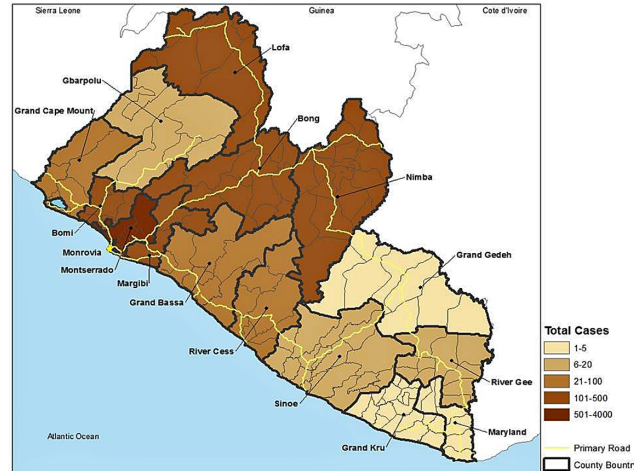 Sierra Leone
Guinea
Cote d'Ivoire
Lofa
Gbarpolu
Grand Cape Mount
Bong
Nimba
Bomi
Monrovia
Montserrado
Margibi
Grand Bassa
Grand Gedeh
River Cess
River Gee
Sinoe
Maryland
Grand Kru
Atlantic Ocean
Total Cases
1-5
6-20
21-100
101-500
501-4000
Primary Road
County Bountr